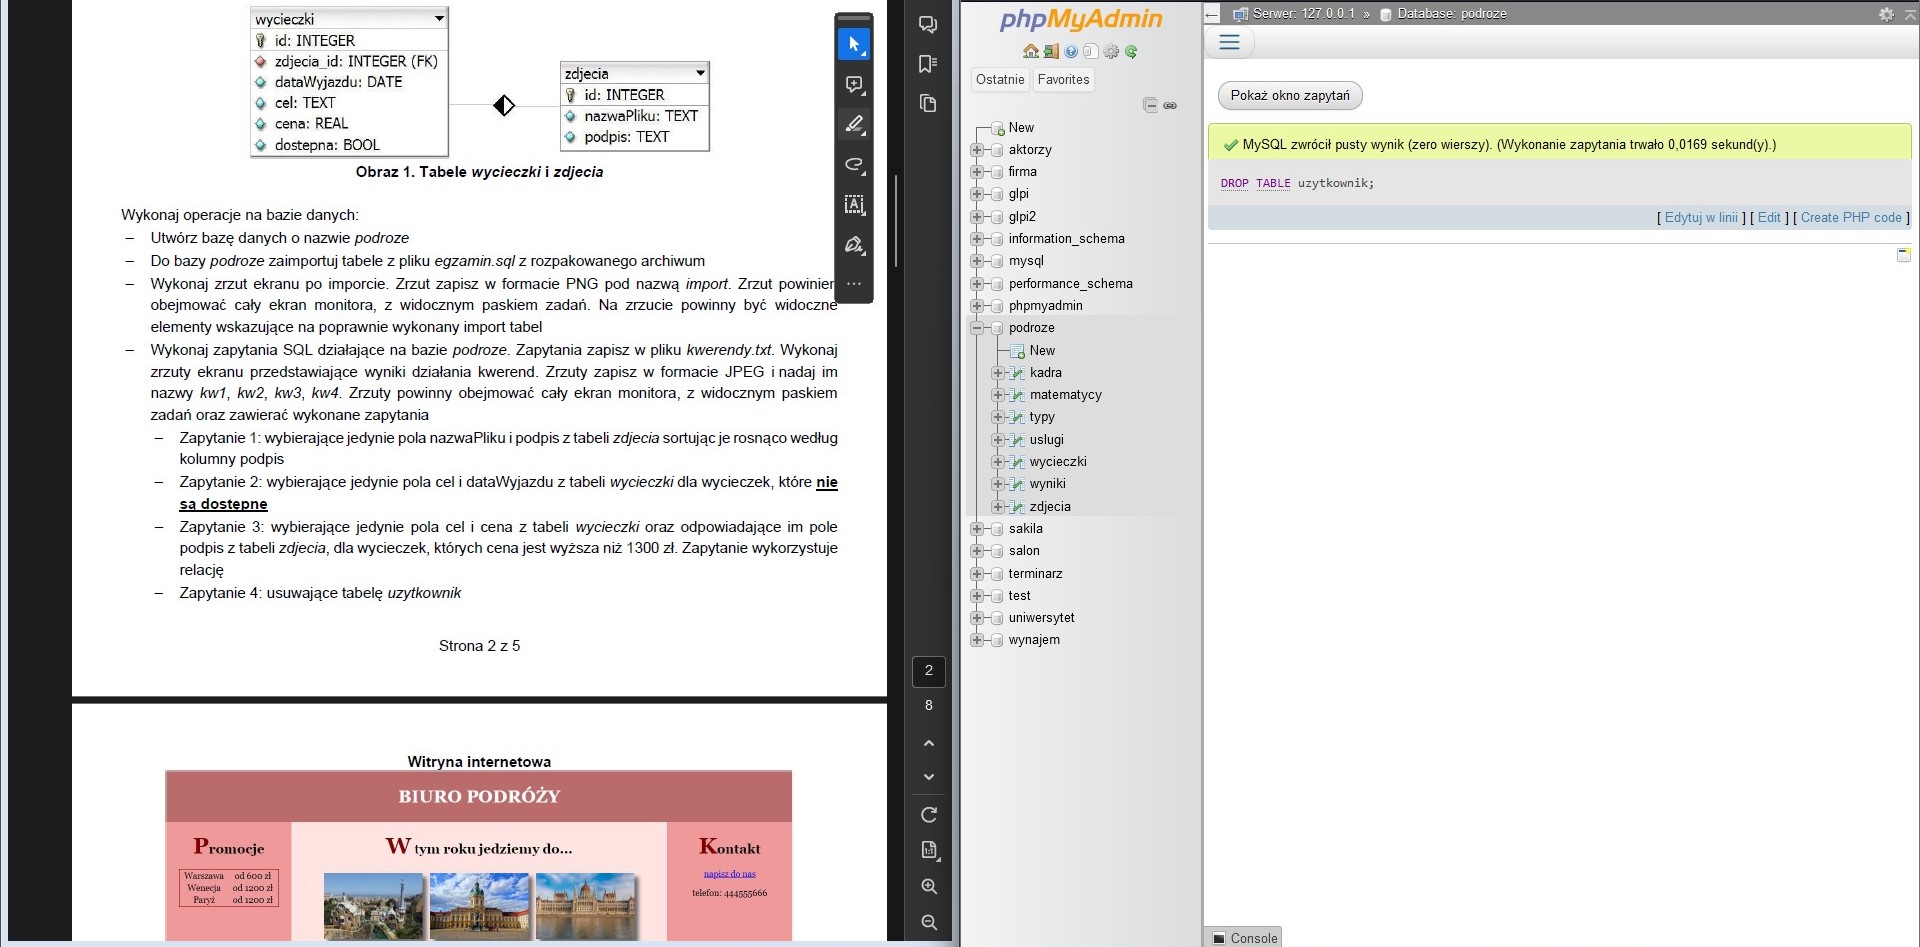 wycieczki
id: INTEGER
zdjecia_id: INTEGER (FK)
dataWyjazdu: DATE
cel: TEXT
cena: REAL
dostepna: BOOL
zdjecia
id: INTEGER
nazwaPliku: TEXT
podpis: TEXT
Obraz 1. Tabele wycieczki i zdjecia
Wykonaj operacje na bazie danych:
– Utwórz bazę danych o nazwie podroze
– Do bazy podroze zaimportuj tabele z pliku egzamin.sql z rozpakowanego archiwum
– Wykonaj zrzut ekranu po imporcie. Zrzut zapisz w formacie PNG pod nazwą import. Zrzut powinien
obejmować cały ekran monitora, z widocznym paskiem zadań. Na zrzucie powinny być widoczne
elementy wskazujące na poprawnie wykonany import tabel
– Wykonaj zapytania SQL działające na bazie podroze. Zapytania zapisz w pliku kwerendy.txt. Wykonaj
zrzuty ekranu przedstawiające wyniki działania kwerend. Zrzuty zapisz w formacie JPEG i nadaj im
nazwy kw1, kw2, kw3, kw4. Zrzuty powinny obejmować cały ekran monitora, z widocznym paskiem
zadań oraz zawierać wykonane zapytania
– Zapytanie 1: wybierające jedynie pola nazwaPliku i podpis z tabeli zdjecia sortując je rosnąco według
kolumny podpis
– Zapytanie 2: wybierające jedynie pola cel i dataWyjazdu z tabeli wycieczki dla wycieczek, które nie
są dostępne
– Zapytanie 3: wybierające jedynie pola cel i cena z tabeli wycieczki oraz odpowiadające im pole
podpis z tabeli zdjecia, dla wycieczek, których cena jest wyższa niż 1300 zł. Zapytanie wykorzystuje
relację
– Zapytanie 4: usuwające tabelę uzytkownik
Strona 2 z 5
Witryna internetowa
BIURO PODRÓŻY
Promocje
Warszawa od 600 zł
Wenecja od 1200 zł
Paryż od 1200 zł
W tym roku jedziemy do...
Kontakt
napisz do nas
telefon: 444555666
2
8
1:1
phpMyAdmin
Ostatnie
Favorites
New
aktorzy
firma
glpi
glpi2
information_schema
mysql
performance_schema
phpmyadmin
podroze
New
kadra
matematycy
typy
uslugi
wycieczki
wyniki
zdjecia
sakila
salon
terminarz
test
uniwersytet
wynajem
Serwer: 127.0.0.1 » Database: podroze
Pokaż okno zapytań
MySQL zwrócił pusty wynik (zero wierszy). (Wykonanie zapytania trwało 0,0169 sekund(y).)
DROP TABLE uzytkownik;
[ Edytuj w linii ] [ Edit ] [ Create PHP code ]
Console